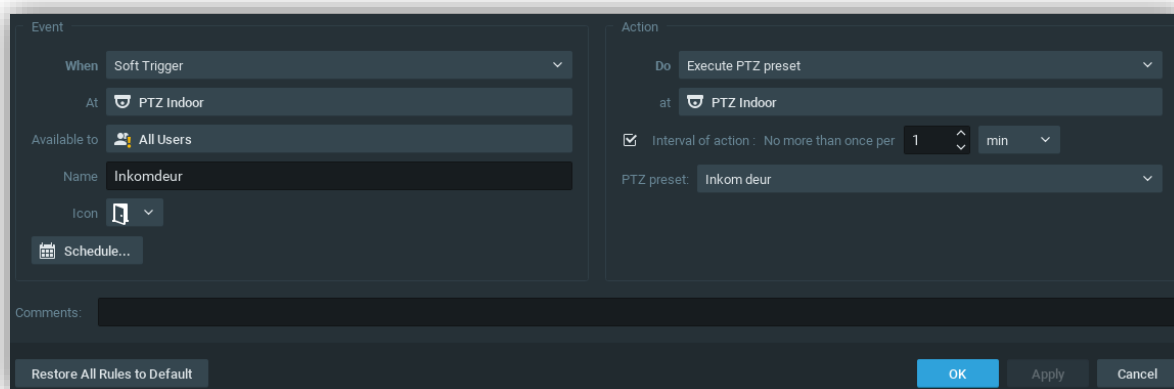 Event
When Soft Trigger
At PTZ Indoor
Available to All Users
Name Inkomdeur
Icon
Schedule...
Action
Do Execute PTZ preset
at PTZ Indoor
Interval of action : No more than once per 1 min
PTZ preset: Inkom deur
Comments:
Restore All Rules to Default
OK Apply Cancel